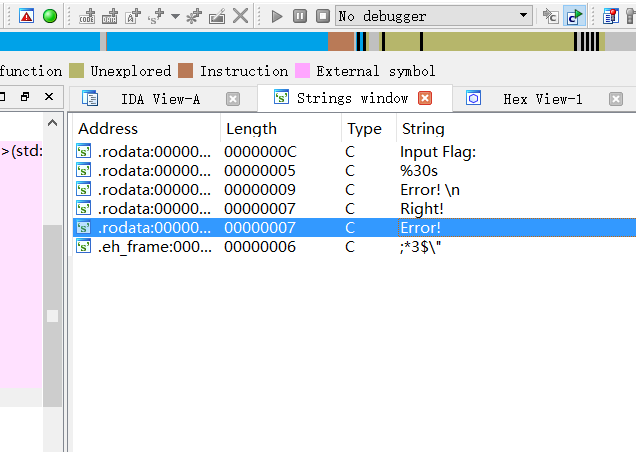 No debugger
function Unexplored Instruction External symbol
IDA View-A Strings window Hex View-1
Address Length Type String
>(std:
.rodata:00000... 0000000C C Input Flag:
.rodata:00000... 00000005 C %30s
.rodata:00000... 00000009 C Error! \n
.rodata:00000... 00000007 C Right!
.rodata:00000... 00000007 C Error!
.eh_frame:000... 00000006 C ;*3$\"